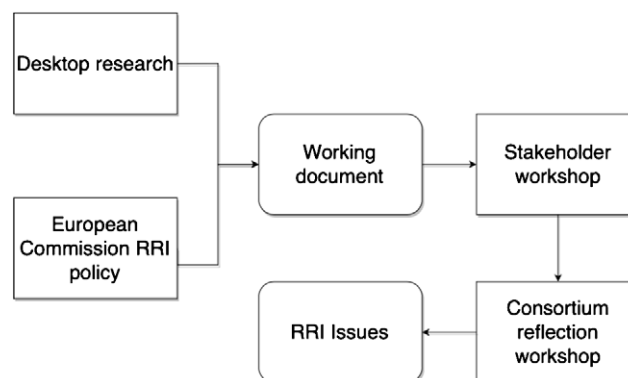 Desktop research
European
Commission RRI
policy
Working
document
Stakeholder
workshop
Consortium
reflection
workshop
RRI Issues